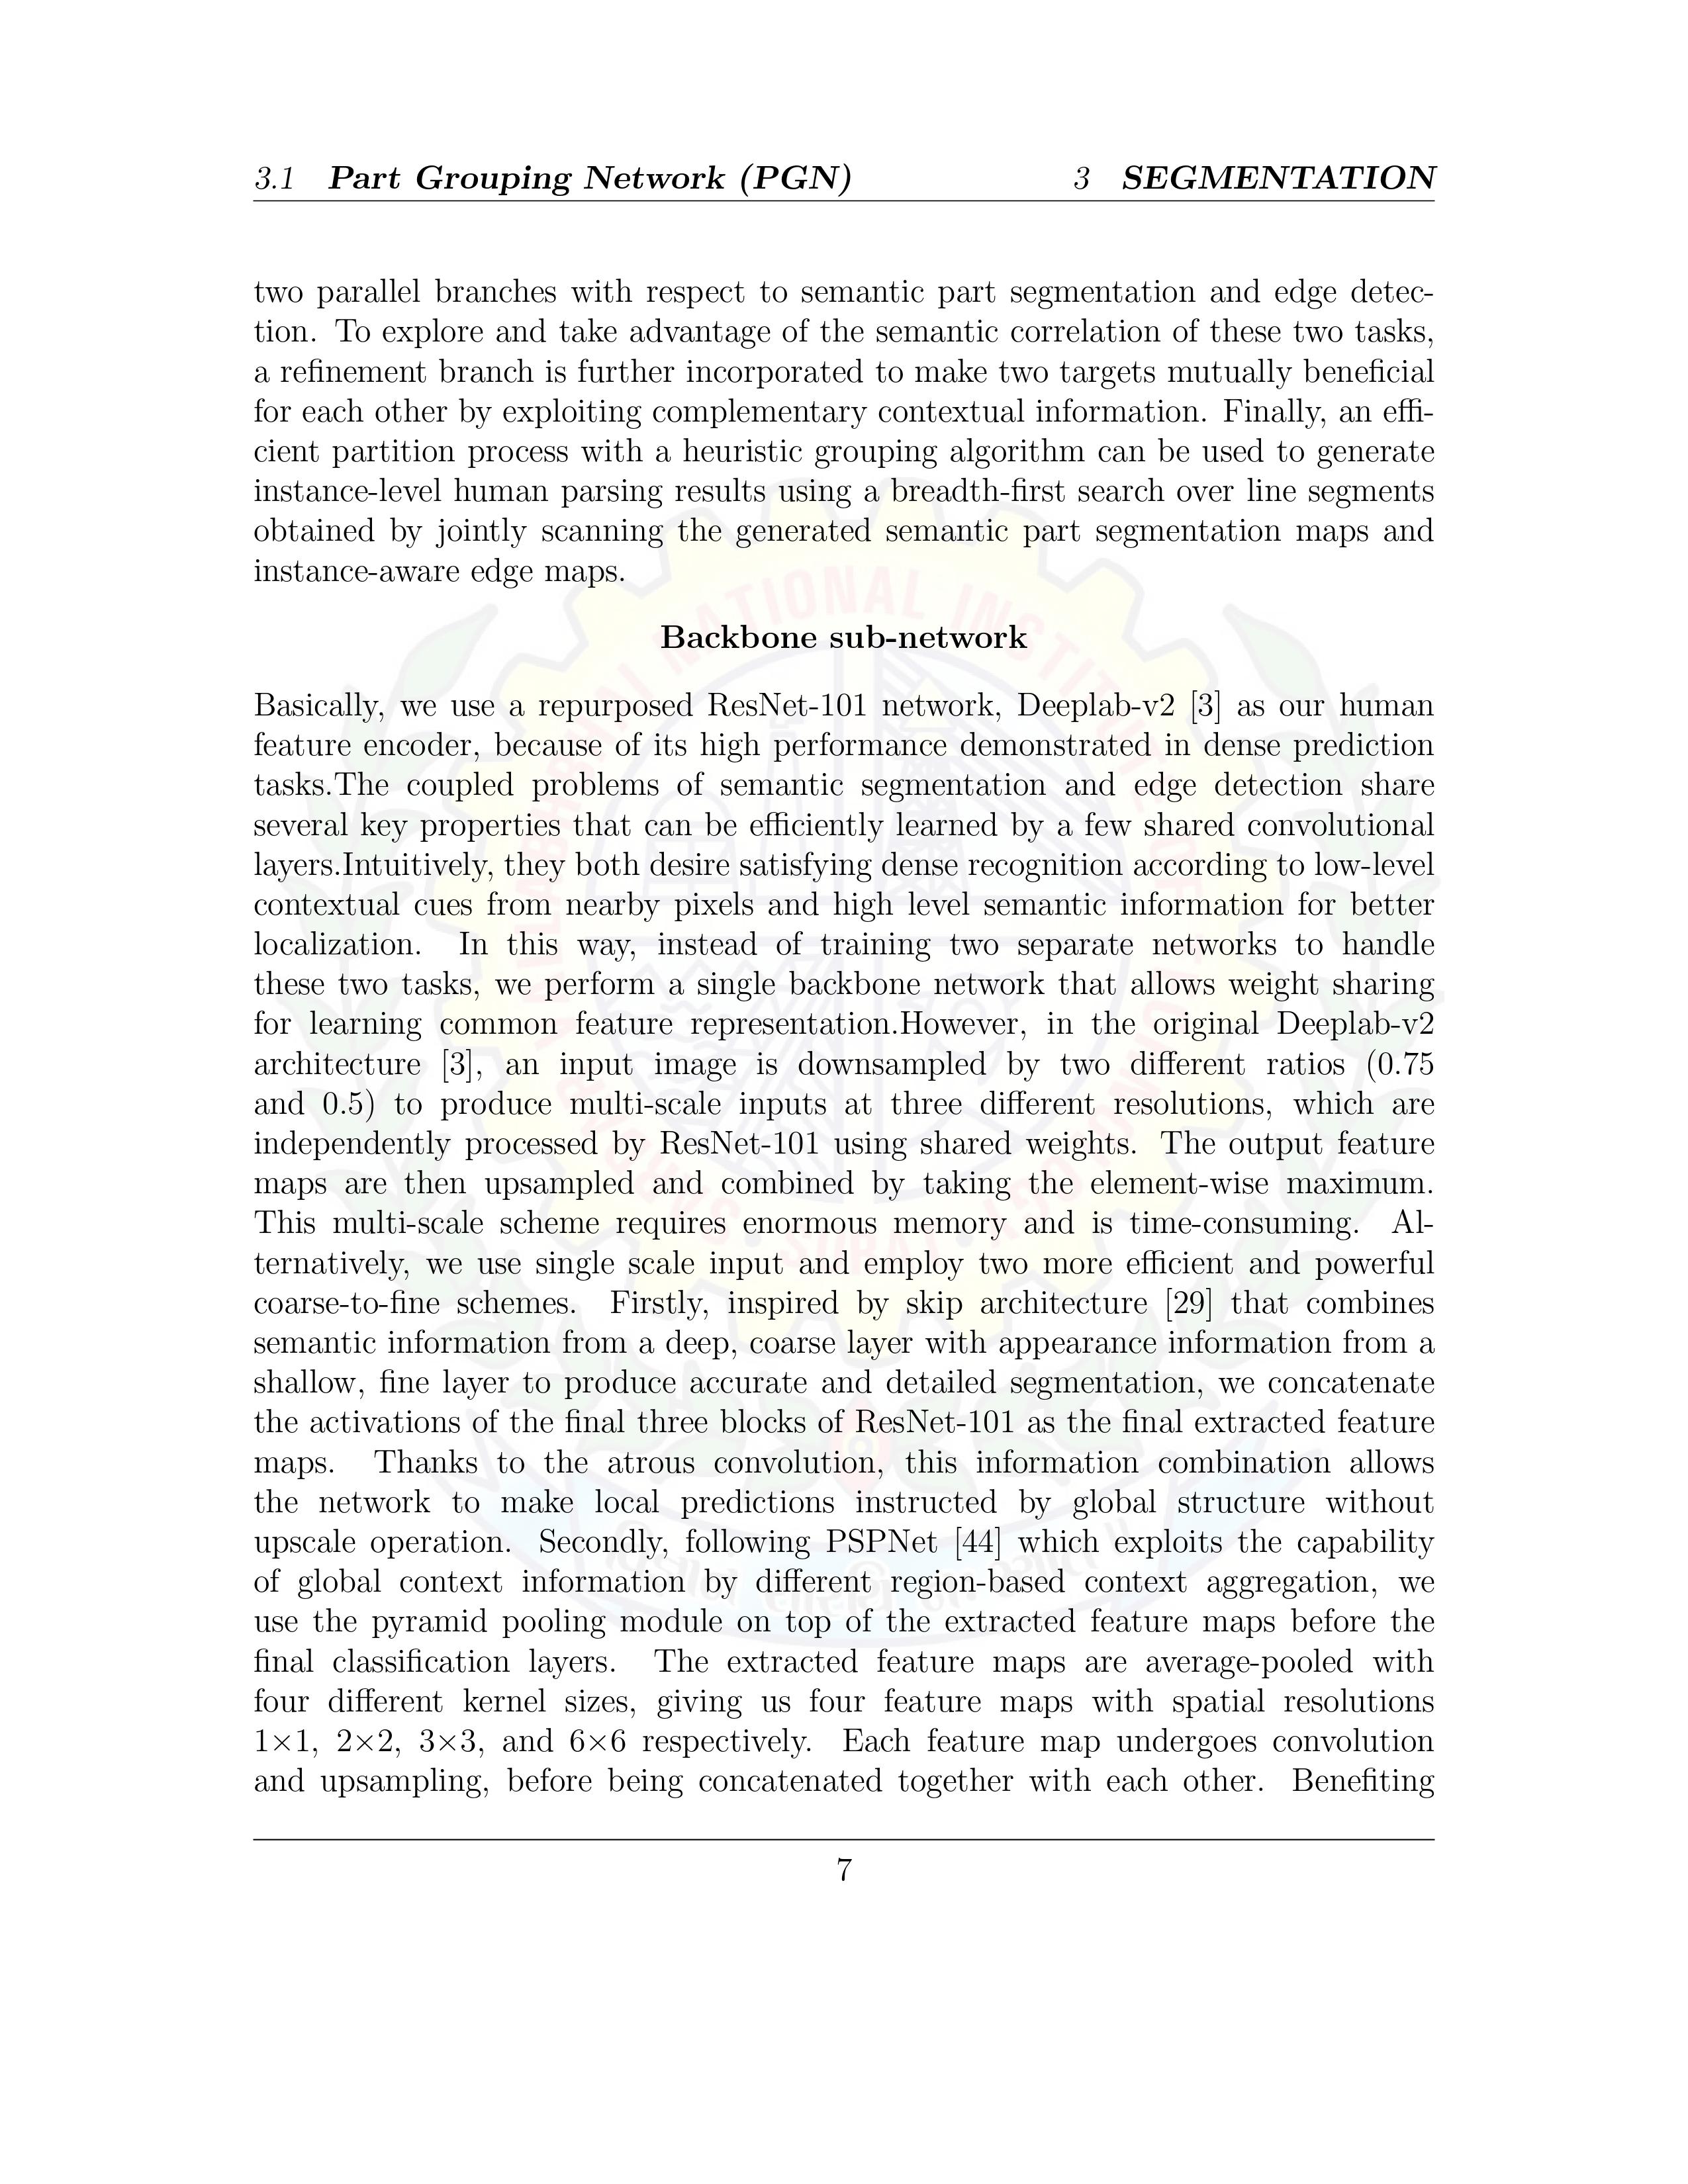 3.1 Part Grouping Network (PGN) 3 SEGMENTATION
two parallel branches with respect to semantic part segmentation and edge detec-
tion. To explore and take advantage of the semantic correlation of these two tasks,
a refinement branch is further incorporated to make two targets mutually beneficial
for each other by exploiting complementary contextual information. Finally, an effi-
cient partition process with a heuristic grouping algorithm can be used to generate
instance-level human parsing results using a breadth-first search over line segments
obtained by jointly scanning the generated semantic part segmentation maps and
instance-aware edge maps.
Backbone sub-network
Basically, we use a repurposed ResNet-101 network, Deeplab-v2 [3] as our human
feature encoder, because of its high performance demonstrated in dense prediction
tasks.The coupled problems of semantic segmentation and edge detection share
several key properties that can be efficiently learned by a few shared convolutional
layers.Intuitively, they both desire satisfying dense recognition according to low-level
contextual cues from nearby pixels and high level semantic information for better
localization. In this way, instead of training two separate networks to handle
these two tasks, we perform a single backbone network that allows weight sharing
for learning common feature representation.However, in the original Deeplab-v2
architecture [3], an input image is downsampled by two different ratios (0.75
and 0.5) to produce multi-scale inputs at three different resolutions, which are
independently processed by ResNet-101 using shared weights. The output feature
maps are then upsampled and combined by taking the element-wise maximum.
This multi-scale scheme requires enormous memory and is time-consuming. Al-
ternatively, we use single scale input and employ two more efficient and powerful
coarse-to-fine schemes. Firstly, inspired by skip architecture [29] that combines
semantic information from a deep, coarse layer with appearance information from a
shallow, fine layer to produce accurate and detailed segmentation, we concatenate
the activations of the final three blocks of ResNet-101 as the final extracted feature
maps. Thanks to the atrous convolution, this information combination allows
the network to make local predictions instructed by global structure without
upscale operation. Secondly, following PSPNet [44] which exploits the capability
of global context information by different region-based context aggregation, we
use the pyramid pooling module on top of the extracted feature maps before the
final classification layers. The extracted feature maps are average-pooled with
four different kernel sizes, giving us four feature maps with spatial resolutions
1×1, 2×2, 3×3, and 6×6 respectively. Each feature map undergoes convolution
and upsampling, before being concatenated together with each other. Benefiting
7